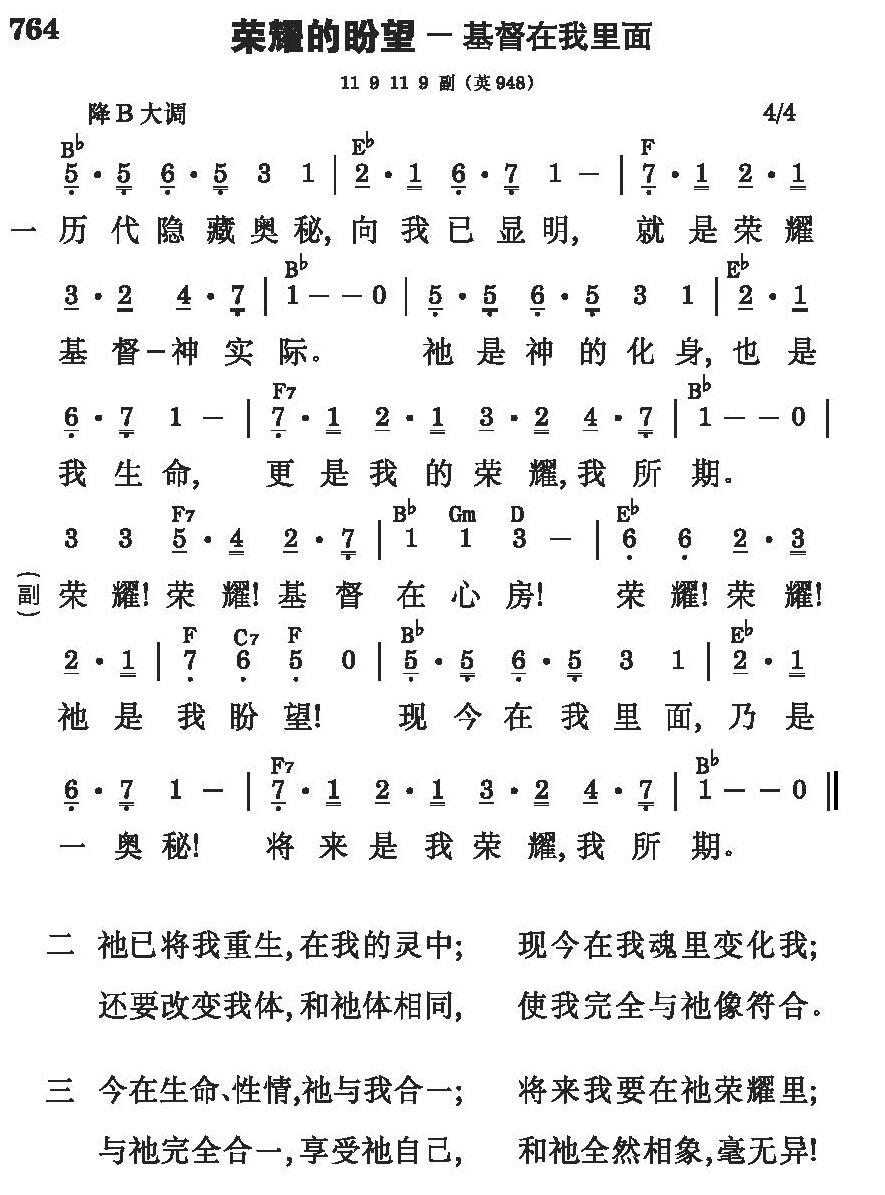 764
荣耀的盼望－基督在我里面
11 9 11 9 副（英948）
降B大调 4/4
B♭ E♭ F
5·5 6·5 3 1 | 2·1 6·7 1 － | 7·1 2·1
一 历代隐藏奥秘, 向我已显明, 就是荣耀
B♭ E♭
3·2 4·7 | 1－－0 | 5·5 6·5 3 1 | 2·1
基督－神实际。 祂是神的化身, 也是
F7 B♭
6·7 1 － | 7·1 2·1 3·2 4·7 | 1－－0 |
我生命, 更是我的荣耀, 我所期。
F7 B♭ Gm D E♭
3 3 5·4 2·7 | 1 1 3 － | 6 6 2·3
(副) 荣耀! 荣耀! 基督在心房! 荣耀! 荣耀!
F C7 F B♭ E♭
2·1 | 7 6 5 0 | 5·5 6·5 3 1 | 2·1
祂是我盼望! 现今在我里面, 乃是
F7 B♭
6·7 1 － | 7·1 2·1 3·2 4·7 | 1－－0 ‖
一奥秘! 将来是我荣耀, 我所期。
二 祂已将我重生, 在我的灵中; 现今在我魂里变化我;
还要改变我体, 和祂体相同, 使我完全与祂像符合。
三 今在生命、性情, 祂与我合一; 将来我要在祂荣耀里;
与祂完全合一, 享受祂自己, 和祂全然相象, 毫无异!